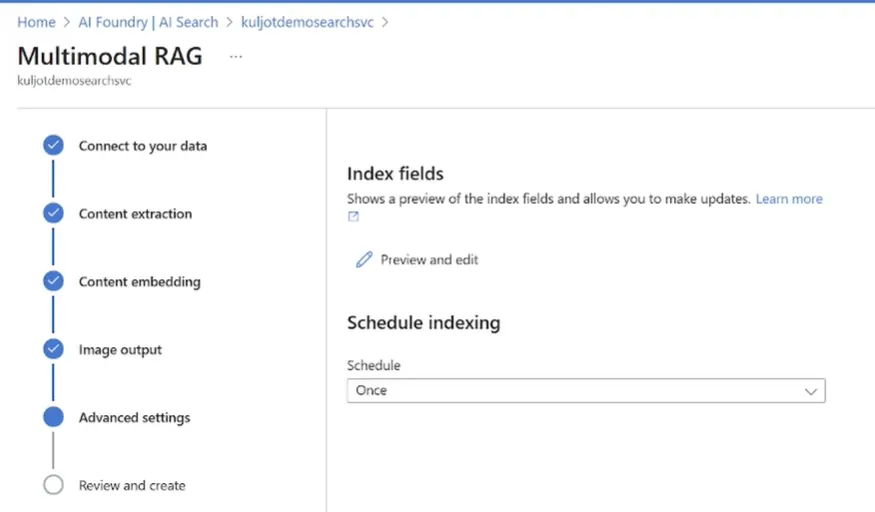 Home > AI Foundry | AI Search > kuljotdemosearchsvc >
Multimodal RAG ...
kuljotdemosearchsvc
Connect to your data
Content extraction
Content embedding
Image output
Advanced settings
Review and create
Index fields
Shows a preview of the index fields and allows you to make updates. Learn more
Preview and edit
Schedule indexing
Schedule
Once